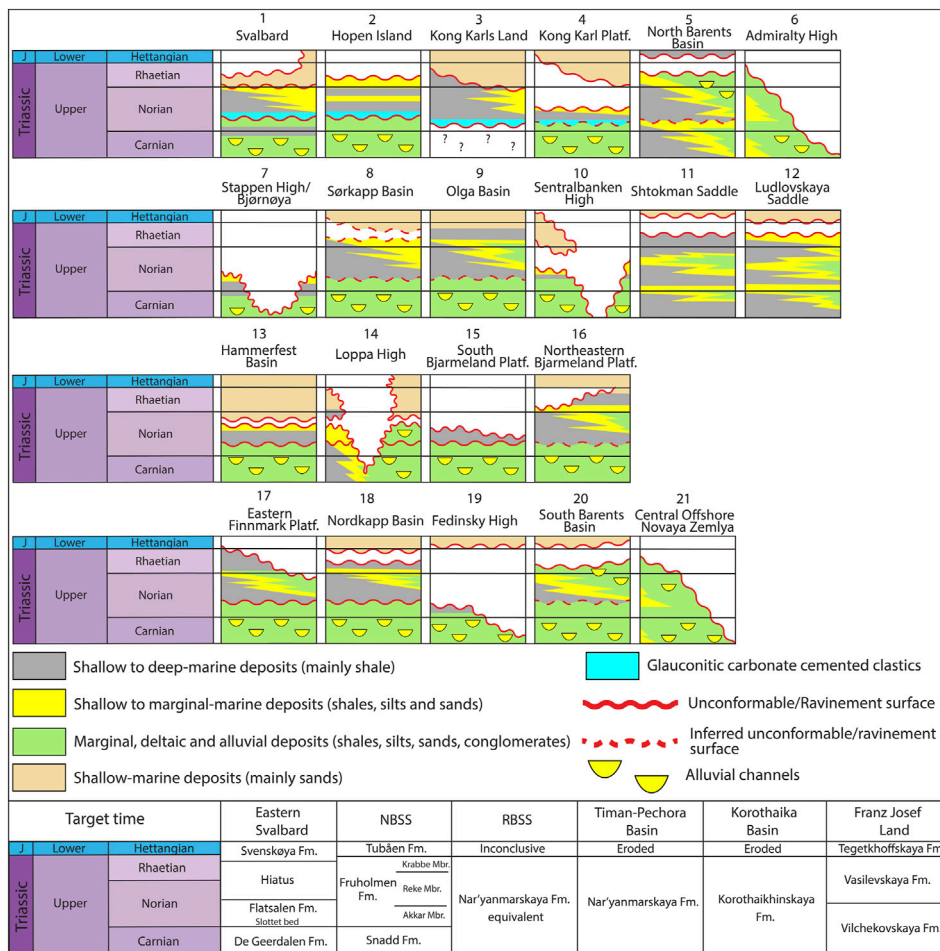 1 2 3 4 5 6
Svalbard Hopen Island Kong Karls Land Kong Karl Platf. North Barents Basin Admiralty High
J Lower Hettangian
Triassic Upper Rhaetian
Norian
Carnian
? ? ? ?
7 8 9 10 11 12
Stappen High/ Bjørnøya Sørkapp Basin Olga Basin Sentralbanken High Shtokman Saddle Ludlovskaya Saddle
J Lower Hettangian
Triassic Upper Rhaetian
Norian
Carnian
13 14 15 16
Hammerfest Basin Loppa High South Bjarmeland Platf. Northeastern Bjarmeland Platf.
J Lower Hettangian
Triassic Upper Rhaetian
Norian
Carnian
17 18 19 20 21
Eastern Finnmark Platf. Nordkapp Basin Fedinsky High South Barents Basin Central Offshore Novaya Zemlya
J Lower Hettangian
Triassic Upper Rhaetian
Norian
Carnian
Shallow to deep-marine deposits (mainly shale)
Shallow to marginal-marine deposits (shales, silts and sands)
Marginal, deltaic and alluvial deposits (shales, silts, sands, conglomerates)
Shallow-marine deposits (mainly sands)
Glauconitic carbonate cemented clastics
Unconformable/Ravinement surface
Inferred unconformable/ravinement
surface
Alluvial channels
Target time Eastern Svalbard NBSS RBSS Timan-Pechora Basin Korothaika Basin Franz Josef Land
J Lower Hettangian Svenskøya Fm. Tubåen Fm. Inconclusive Eroded Eroded Tegetkhoffskaya Fm.
Triassic Upper Rhaetian Hiatus Fruholmen Fm. Krabbe Mbr. Reke Mbr. Nar'yanmarskaya Fm. equivalent Nar'yanmarskaya Fm. Korothaikhinskaya Fm. Vasilevskaya Fm.
Norian Flatsalen Fm. Slottet bed Akkar Mbr. Vilchekovskaya Fm.
Carnian De Geerdalen Fm. Snadd Fm.